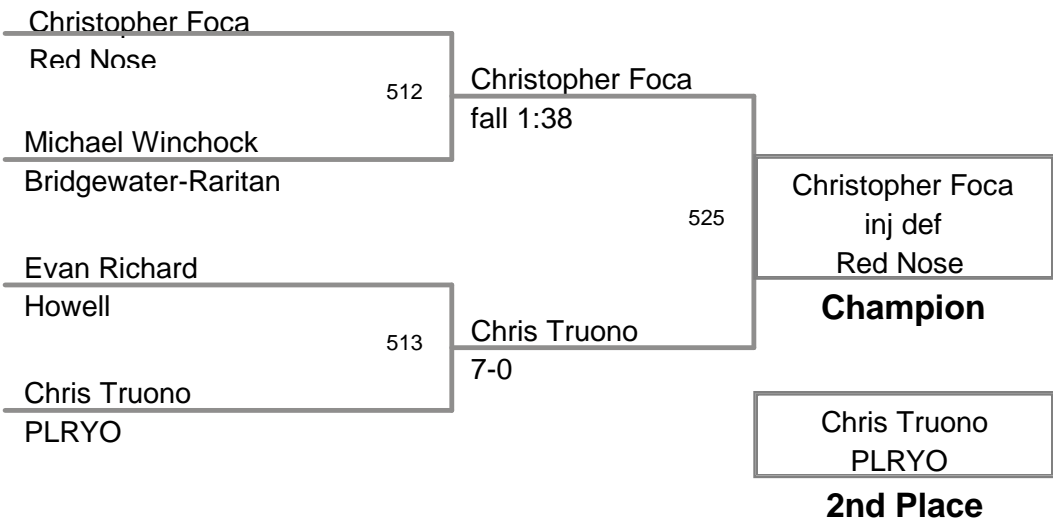 Christopher Foca
Red Nose
512
Michael Winchock
Bridgewater-Raritan
Christopher Foca
fall 1:38
Evan Richard
Howell
513
Chris Truono
PLRYO
Chris Truono
7-0
525
Christopher Foca
inj def
Red Nose
Champion
Chris Truono
PLRYO
2nd Place